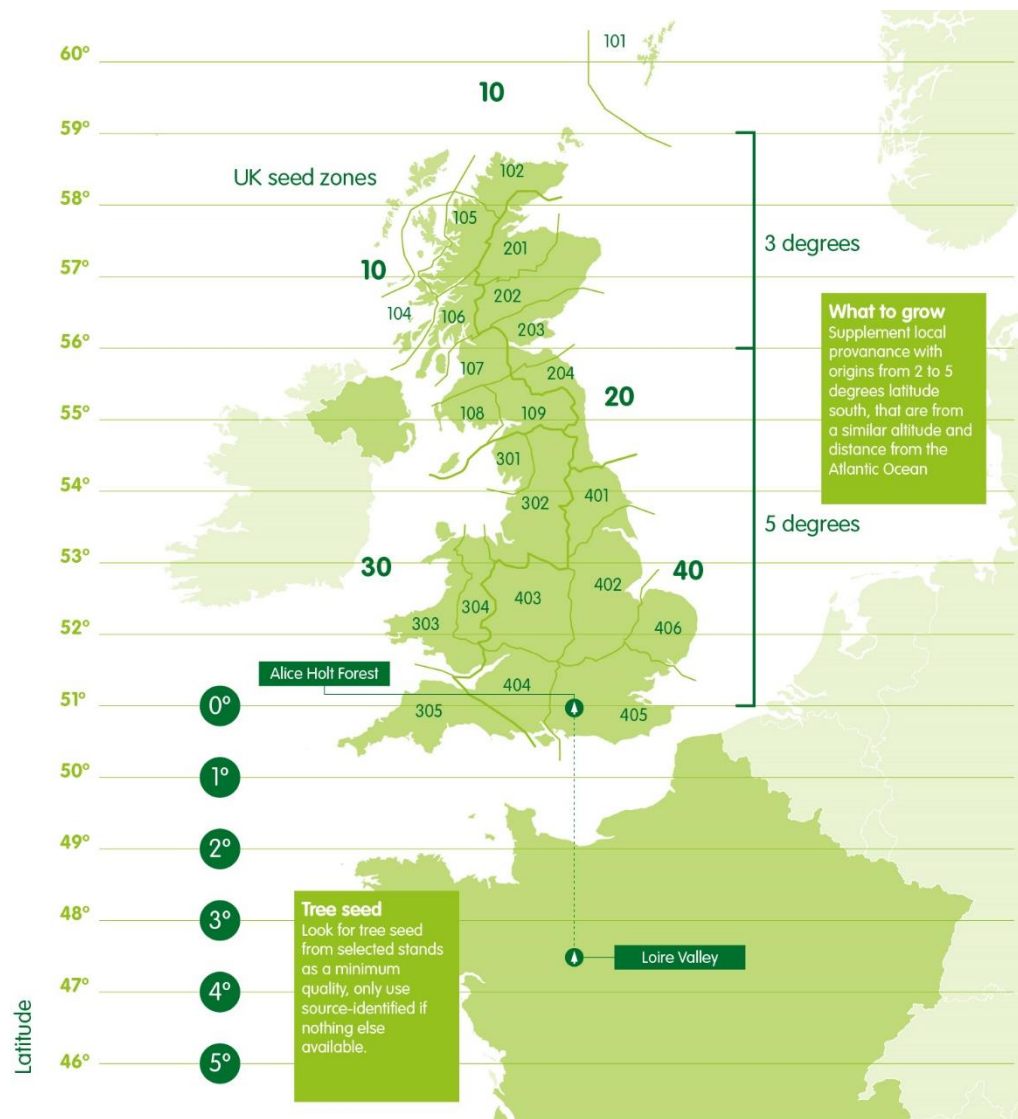 60°
101
10
59°
UK seed zones
102
58°
105
201
3 degrees
57°
10
202
104
106
203
What to grow
Supplement local
provanance with
origins from 2 to 5
degrees latitude
south, that are from
a similar altitude and
distance from the
Atlantic Ocean
56°
107
204
20
55°
108
109
301
54°
302
401
5 degrees
53°
30
40
402
403
304
303
406
52°
Alice Holt Forest
404
305
405
51°
0°
50°
1°
49°
2°
48°
3°
Tree seed
Look for tree seed
from selected stands
as a minimum
quality, only use
source-identified if
nothing else
available.
Loire Valley
47°
4°
46°
5°
Latitude